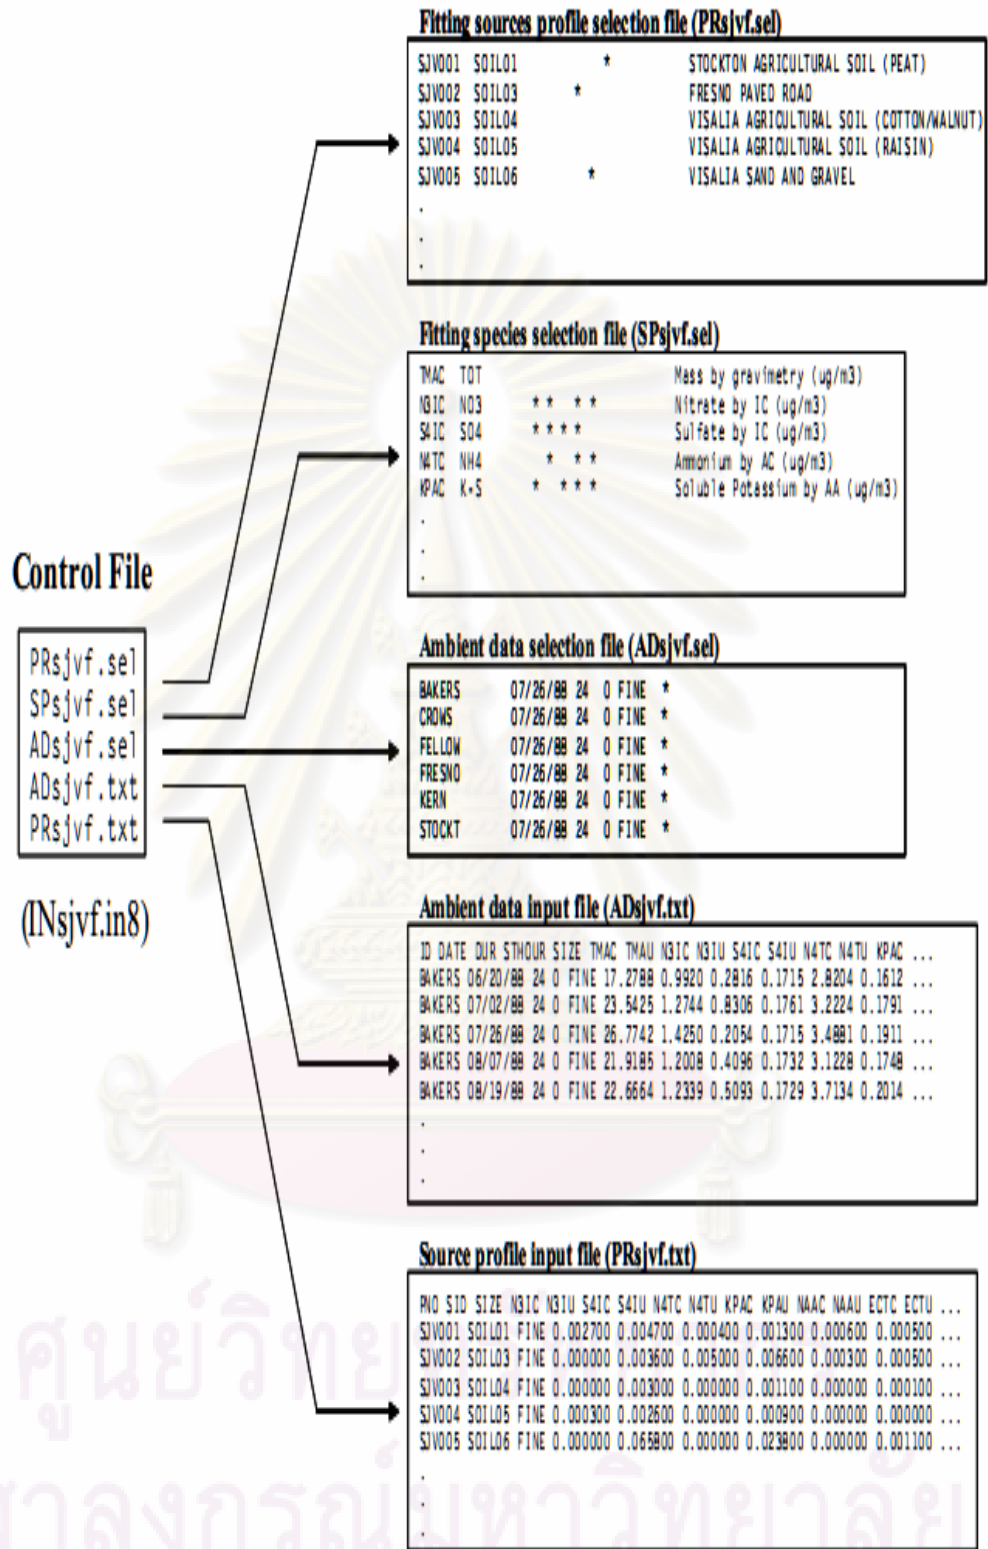 Fitting sources profile selection file (PRsjvf.sel)
SJV001 SOIL01 * STOCKTON AGRICULTURAL SOIL (PEAT)
SJV002 SOIL03 * FRESNO PAVED ROAD
SJV003 SOIL04 VISALIA AGRICULTURAL SOIL (COTTON/WALNUT)
SJV004 SOIL05 VISALIA AGRICULTURAL SOIL (RAISIN)
SJV005 SOIL06 * VISALIA SAND AND GRAVEL
.
.
.
Fitting species selection file (SPsjvf.sel)
TMAC TOT Mass by gravimetry (ug/m3)
N3IC NO3 * * * * Nitrate by IC (ug/m3)
S4IC SO4 * * * * Sulfate by IC (ug/m3)
N4TC NH4 * * * Ammonium by AC (ug/m3)
KPAC K+S * * * * Soluble Potassium by AA (ug/m3)
.
.
.
Control File
PRsjvf.sel
SPsjvf.sel
ADsjvf.sel
ADsjvf.txt
PRsjvf.txt
(INsjvf.in8)
Ambient data selection file (ADsjvf.sel)
BAKERS 07/26/88 24 0 FINE *
CROWS 07/26/88 24 0 FINE *
FELLOW 07/26/88 24 0 FINE *
FRESNO 07/26/88 24 0 FINE *
KERN 07/26/88 24 0 FINE *
STOCKT 07/26/88 24 0 FINE *
Ambient data input file (ADsjvf.txt)
ID DATE DUR STHOUR SIZE TMAC TMAU N3IC N3IU S4IC S4IU N4TC N4TU KPAC ...
BAKERS 06/20/88 24 0 FINE 17.2788 0.9920 0.2816 0.1715 2.8204 0.1612 ...
BAKERS 07/02/88 24 0 FINE 23.5425 1.2744 0.8306 0.1761 3.2224 0.1791 ...
BAKERS 07/26/88 24 0 FINE 26.7742 1.4250 0.2054 0.1715 3.4881 0.1911 ...
BAKERS 08/07/88 24 0 FINE 21.9185 1.2008 0.4096 0.1732 3.1228 0.1748 ...
BAKERS 08/19/88 24 0 FINE 22.6664 1.2339 0.5093 0.1729 3.7134 0.2014 ...
.
.
.
Source profile input file (PRsjvf.txt)
PNO SID SIZE N3IC N3IU S4IC S4IU N4TC N4TU KPAC KPAU NAAC NAAU ECTC ECTU ...
SJV001 SOIL01 FINE 0.002700 0.004700 0.000400 0.001300 0.000600 0.000500 ...
SJV002 SOIL03 FINE 0.000000 0.003600 0.005000 0.006600 0.000300 0.000500 ...
SJV003 SOIL04 FINE 0.000000 0.003000 0.000000 0.001100 0.000000 0.000100 ...
SJV004 SOIL05 FINE 0.000300 0.002600 0.000000 0.000900 0.000000 0.000000 ...
SJV005 SOIL06 FINE 0.000000 0.065800 0.000000 0.023800 0.000000 0.001100 ...
.
.
.